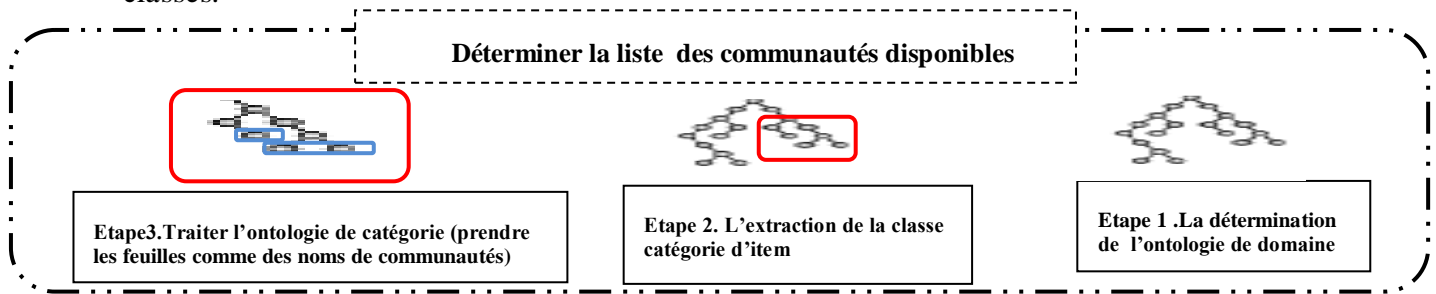 classes.
Déterminer la liste des communautés disponibles
Etape3.Traiter l’ontologie de catégorie (prendre
les feuilles comme des noms de communautés)
Etape 2. L’extraction de la classe
catégorie d’item
Etape 1 .La détermination
de l’ontologie de domaine